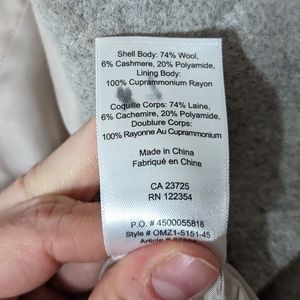 Shell Body: 74% Wool,
6% Cashmere, 20% Polyamide,
Lining Body:
100% Cuprammonium Rayon
Coquille Corps: 74% Laine,
6% Cachemire, 20% Polyamide,
Doublure Corps:
100% Rayonne Au Cuprammonium
Made in China
Fabriqué en Chine
CA 23725
RN 122354
P.O. # 4500055818
Style # OMZ1-5151-45
Article #